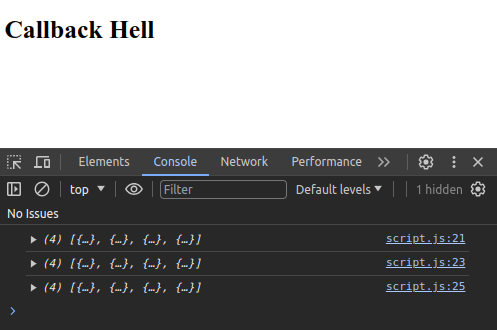 Callback Hell
Elements Console Network Performance
top Filter Default levels 1 hidden
No Issues
(4) [{…}, {…}, {…}, {…}] script.js:21
(4) [{…}, {…}, {…}, {…}] script.js:23
(4) [{…}, {…}, {…}, {…}] script.js:25